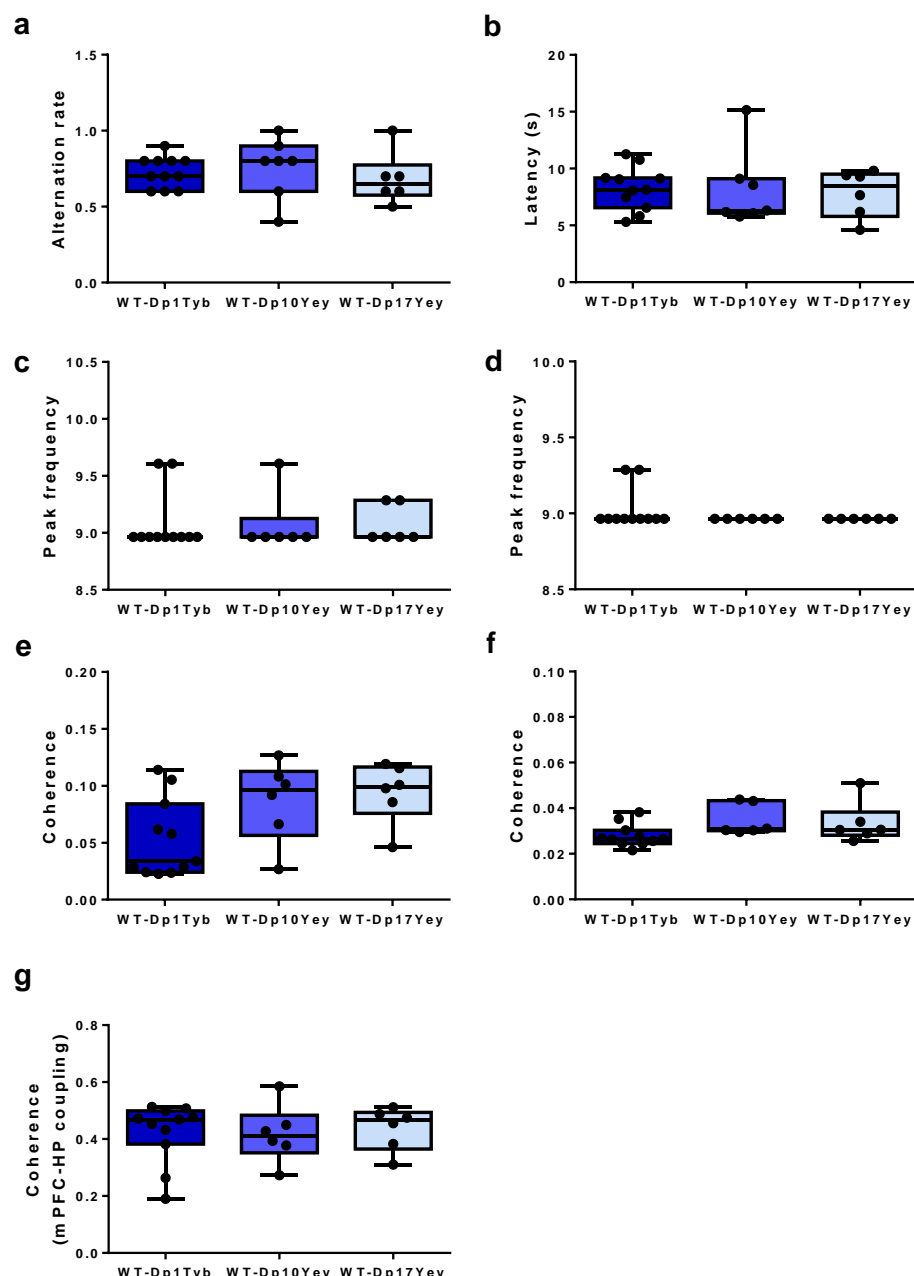 a
Alternation rate
1.5
1.0
0.5
0.0
WT-Dp1Tyb WT-Dp10Yey WT-Dp17Yey
b
Latency (s)
20
15
10
5
0
WT-Dp1Tyb WT-Dp10Yey WT-Dp17Yey
c
Peak frequency
10.5
10.0
9.5
9.0
8.5
WT-Dp1Tyb WT-Dp10Yey WT-Dp17Yey
d
Peak frequency
10.0
9.5
9.0
8.5
WT-Dp1Tyb WT-Dp10Yey WT-Dp17Yey
e
Coherence
0.20
0.15
0.10
0.05
0.00
WT-Dp1Tyb WT-Dp10Yey WT-Dp17Yey
f
Coherence
0.10
0.08
0.06
0.04
0.02
0.00
WT-Dp1Tyb WT-Dp10Yey WT-Dp17Yey
g
Coherence
(mPFC-HP coupling)
0.8
0.6
0.4
0.2
0.0
WT-Dp1Tyb WT-Dp10Yey WT-Dp17Yey